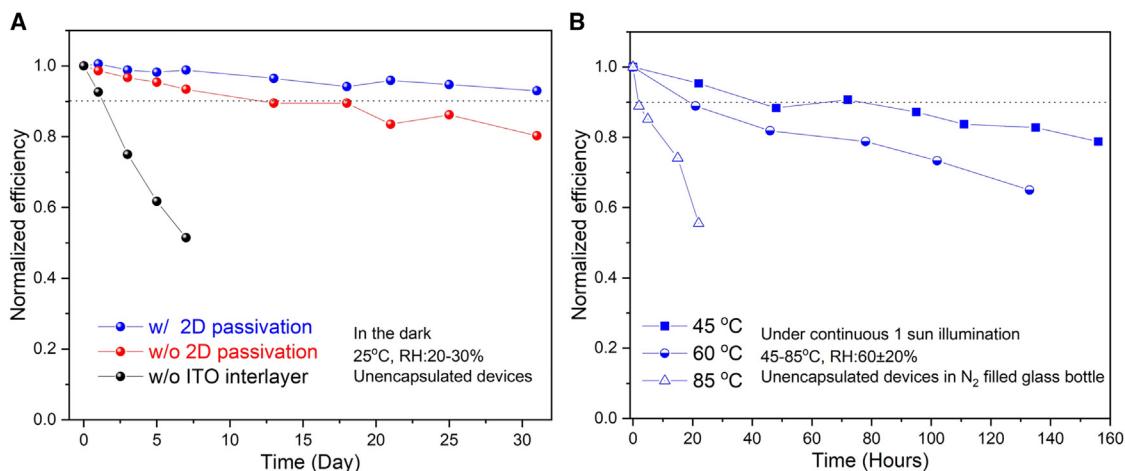 A
Normalized efficiency
1.0
0.8
0.6
0.4
0.2
0.0
0 5 10 15 20 25 30
Time (Day)
w/ 2D passivation
w/o 2D passivation
w/o ITO interlayer
In the dark
25°C, RH:20-30%
Unencapsulated devices
B
Normalized efficiency
1.0
0.8
0.6
0.4
0.2
0.0
0 20 40 60 80 100 120 140 160
Time (Hours)
45 °C
60 °C
85 °C
Under continuous 1 sun illumination
45-85°C, RH:60±20%
Unencapsulated devices in N₂ filled glass bottle